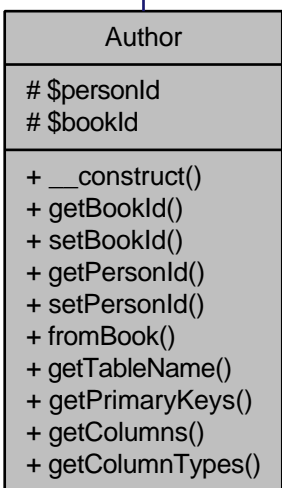 Author
# $personId
# $bookId
+ __construct()
+ getBookId()
+ setBookId()
+ getPersonId()
+ setPersonId()
+ fromBook()
+ getTableName()
+ getPrimaryKeys()
+ getColumns()
+ getColumnTypes()